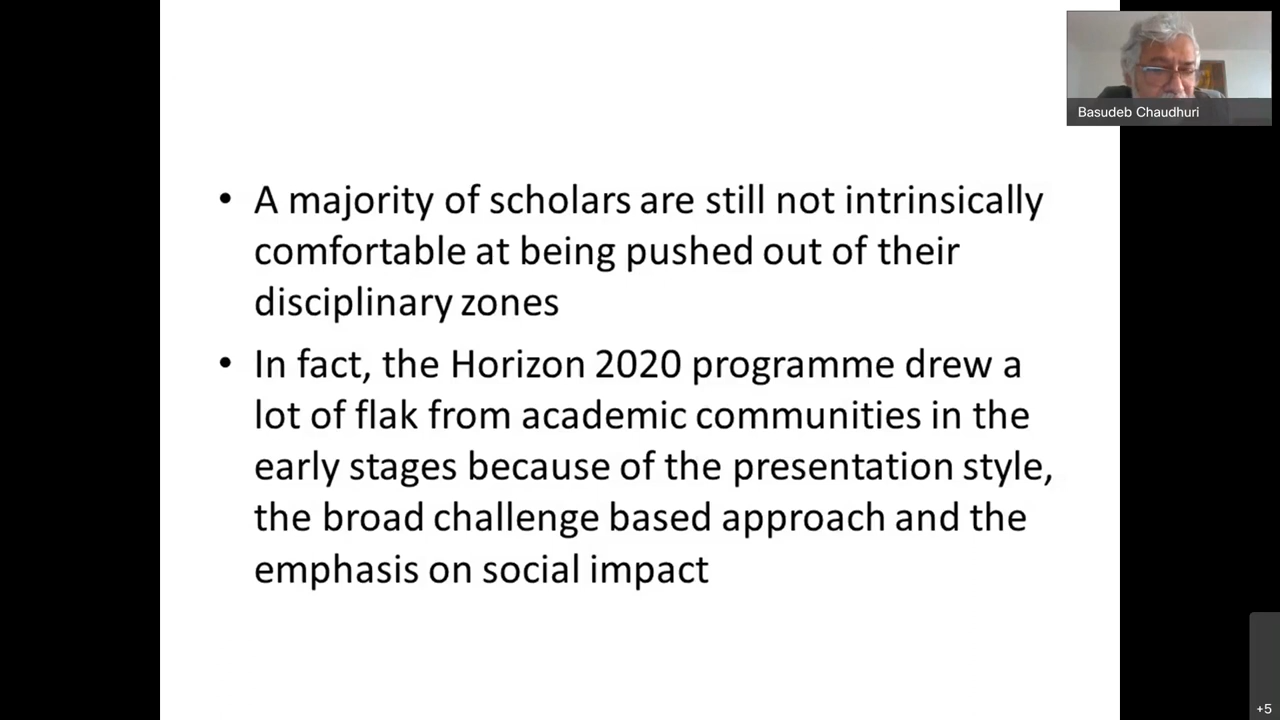 Basudeb Chaudhuri
• A majority of scholars are still not intrinsically
comfortable at being pushed out of their
disciplinary zones
• In fact, the Horizon 2020 programme drew a
lot of flak from academic communities in the
early stages because of the presentation style,
the broad challenge based approach and the
emphasis on social impact
+5